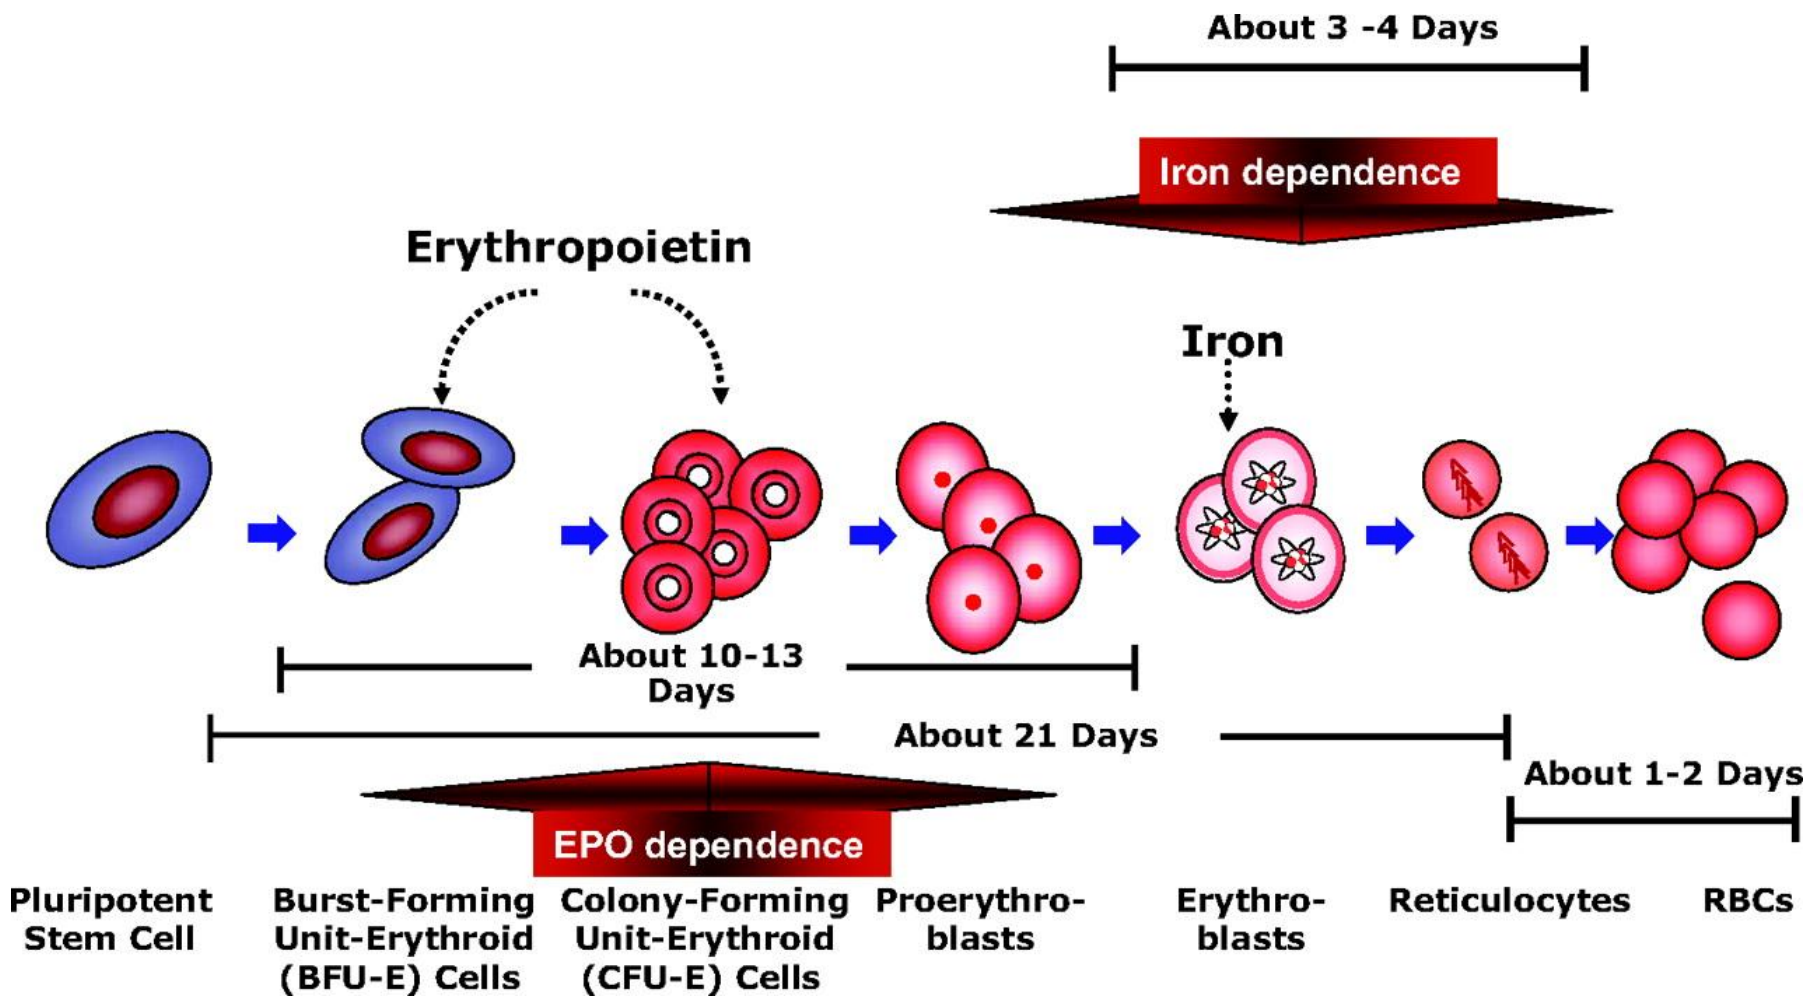 About 3 -4 Days
Iron dependence
Erythropoietin
Iron
About 10-13
Days
About 21 Days
About 1-2 Days
EPO dependence
Pluripotent
Stem Cell
Burst-Forming
Unit-Erythroid
(BFU-E) Cells
Colony-Forming
Unit-Erythroid
(CFU-E) Cells
Proerythro-
blasts
Erythro-
blasts
Reticulocytes
RBCs